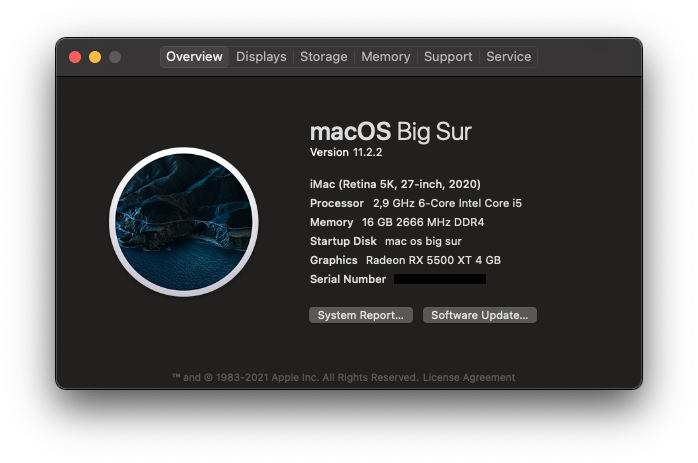 Overview Displays Storage Memory Support Service
macOS Big Sur
Version 11.2.2
iMac (Retina 5K, 27-inch, 2020)
Processor 2,9 GHz 6-Core Intel Core i5
Memory 16 GB 2666 MHz DDR4
Startup Disk mac os big sur
Graphics Radeon RX 5500 XT 4 GB
Serial Number
System Report... Software Update...
™ and © 1983-2021 Apple Inc. All Rights Reserved. License Agreement